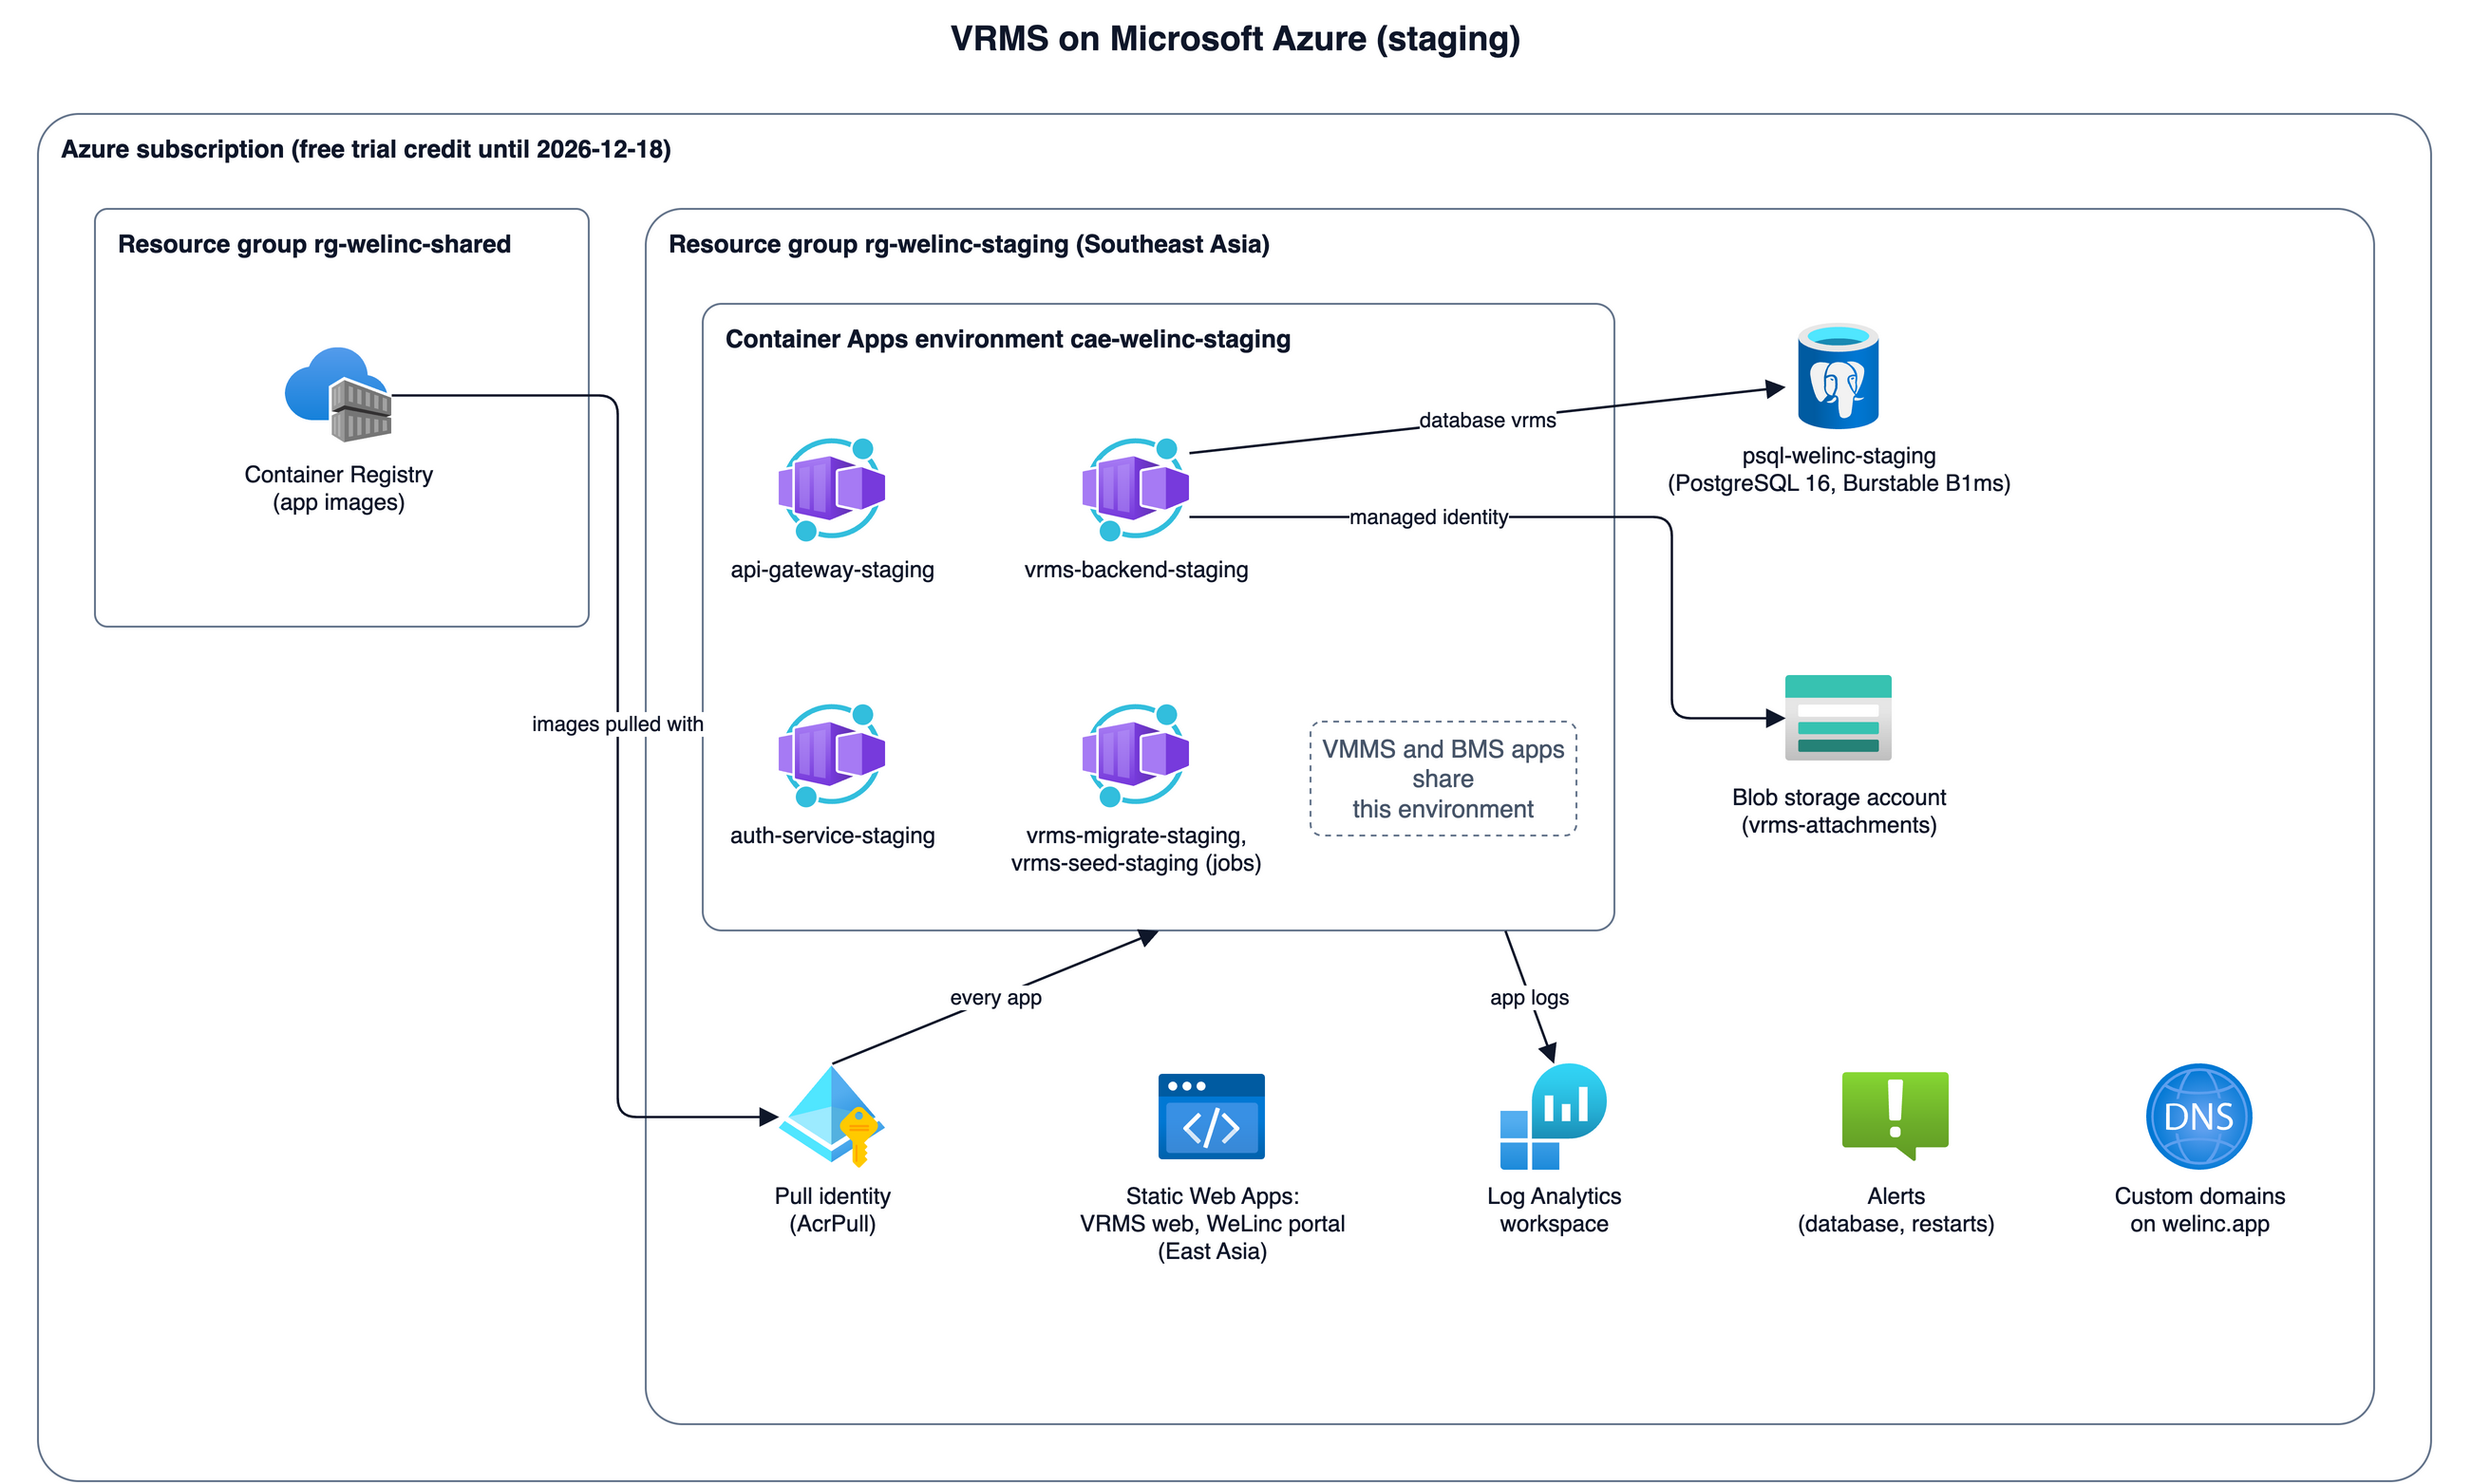 VRMS on Microsoft Azure (staging)
Azure subscription (free trial credit until 2026-12-18)
Resource group rg-welinc-shared
Container Registry
(app images)
Resource group rg-welinc-staging (Southeast Asia)
Container Apps environment cae-welinc-staging
api-gateway-staging
vrms-backend-staging
database vrms
managed identity
psql-welinc-staging
(PostgreSQL 16, Burstable B1ms)
images pulled with
auth-service-staging
vrms-migrate-staging,
vrms-seed-staging (jobs)
VMMS and BMS apps
share
this environment
Blob storage account
(vrms-attachments)
every app
app logs
Pull identity
(AcrPull)
Static Web Apps:
VRMS web, WeLinc portal
(East Asia)
Log Analytics
workspace
Alerts
(database, restarts)
DNS
Custom domains
on welinc.app